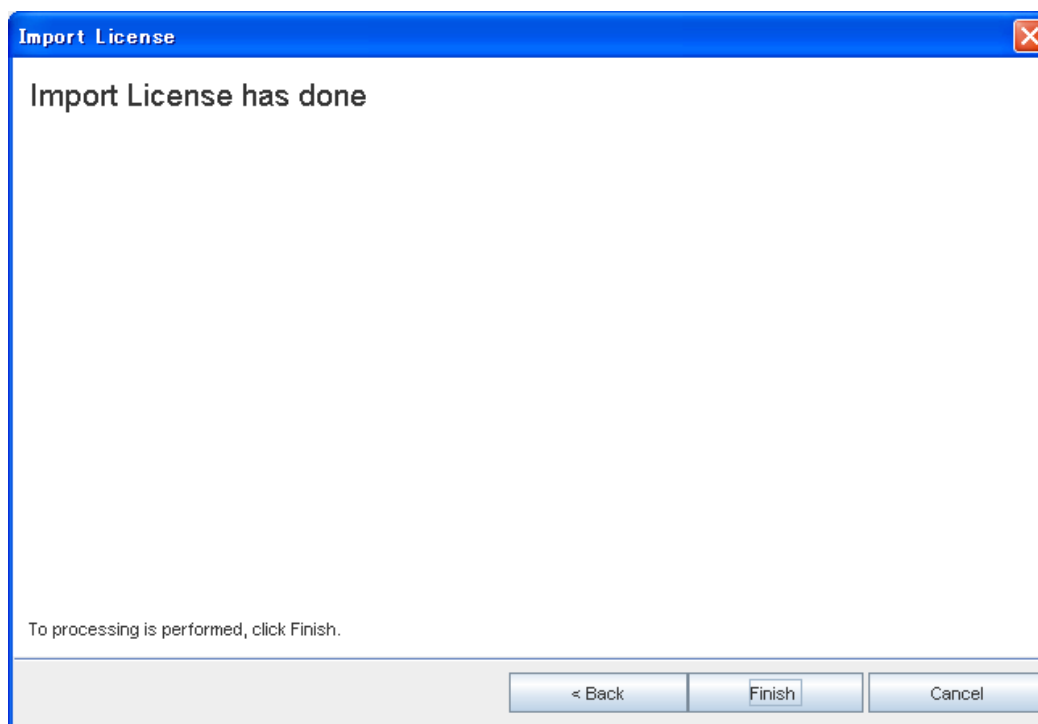 Import License
Import License has done
To processing is performed, click Finish.
< Back
Finish
Cancel